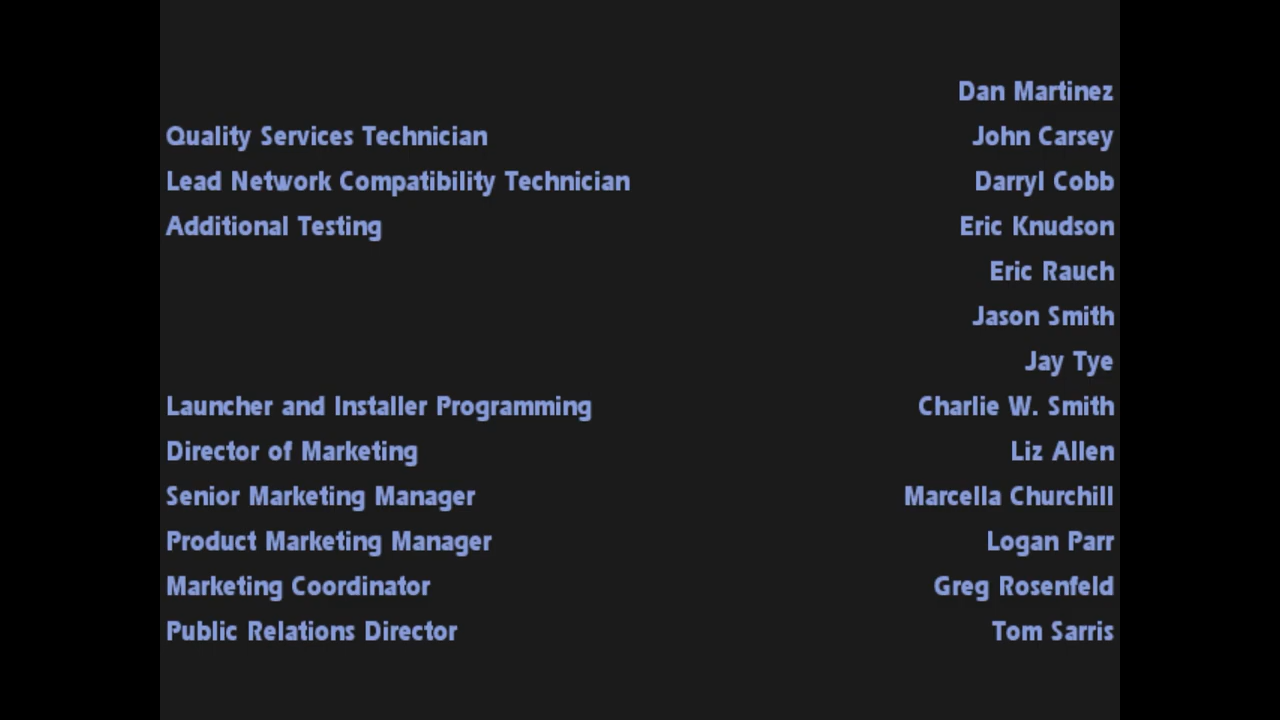 Dan Martinez
Quality Services Technician John Carsey
Lead Network Compatibility Technician Darryl Cobb
Additional Testing Eric Knudson
Eric Rauch
Jason Smith
Jay Tye
Launcher and Installer Programming Charlie W. Smith
Director of Marketing Liz Allen
Senior Marketing Manager Marcella Churchill
Product Marketing Manager Logan Parr
Marketing Coordinator Greg Rosenfeld
Public Relations Director Tom Sarris